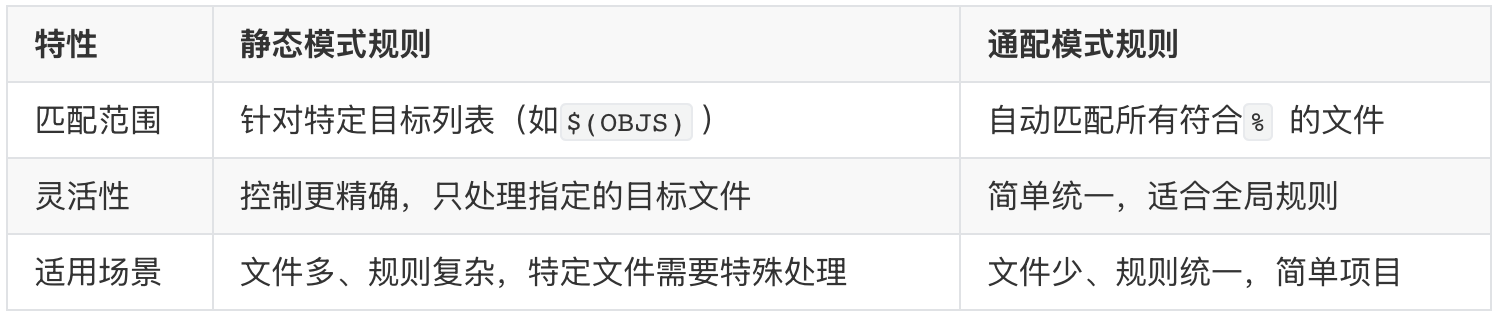 特性 静态模式规则 通配模式规则
匹配范围 针对特定目标列表（如$(OBJS)） 自动匹配所有符合% 的文件
灵活性 控制更精确，只处理指定的目标文件 简单统一，适合全局规则
适用场景 文件多、规则复杂，特定文件需要特殊处理 文件少、规则统一，简单项目